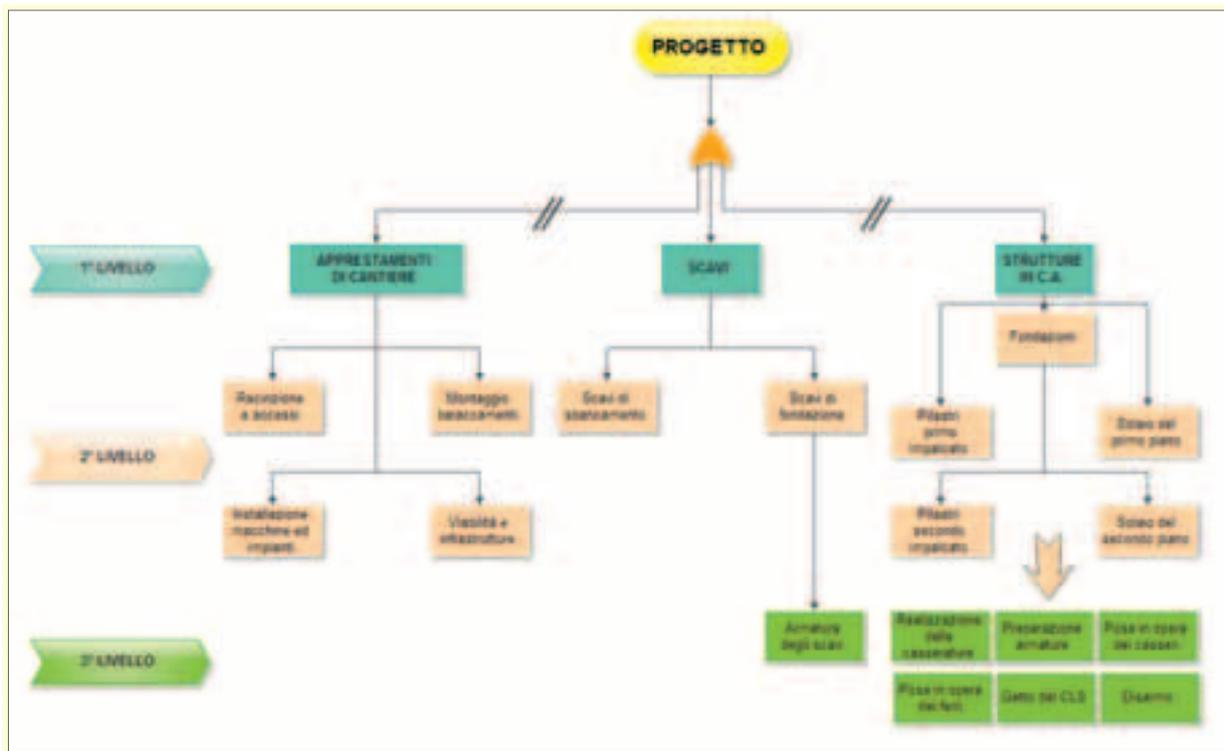 PROGETTO
1° LIVELLO
APPRESTAMENTI
DI CANTIERE
SCAVI
STRUTTURE
IN C.A.
Fondazioni
Recinzione
e accessi
Montaggio
baraccamenti
Scavi di
sbancamento
Scavi di
fondazione
Pilastri
primo
impalcato
Solaio del
primo piano
2° LIVELLO
Installazione
macchine ed
impianti
Viabilità e
infrastrutture
Pilastri
secondo
impalcato
Solaio del
secondo piano
3° LIVELLO
Armatura
degli scavi
Realizzazione
delle
casserature
Preparazione
armature
Posa in opera
dei casseri
Posa in opera
dei ferri
Getto del CLS
Disarmo